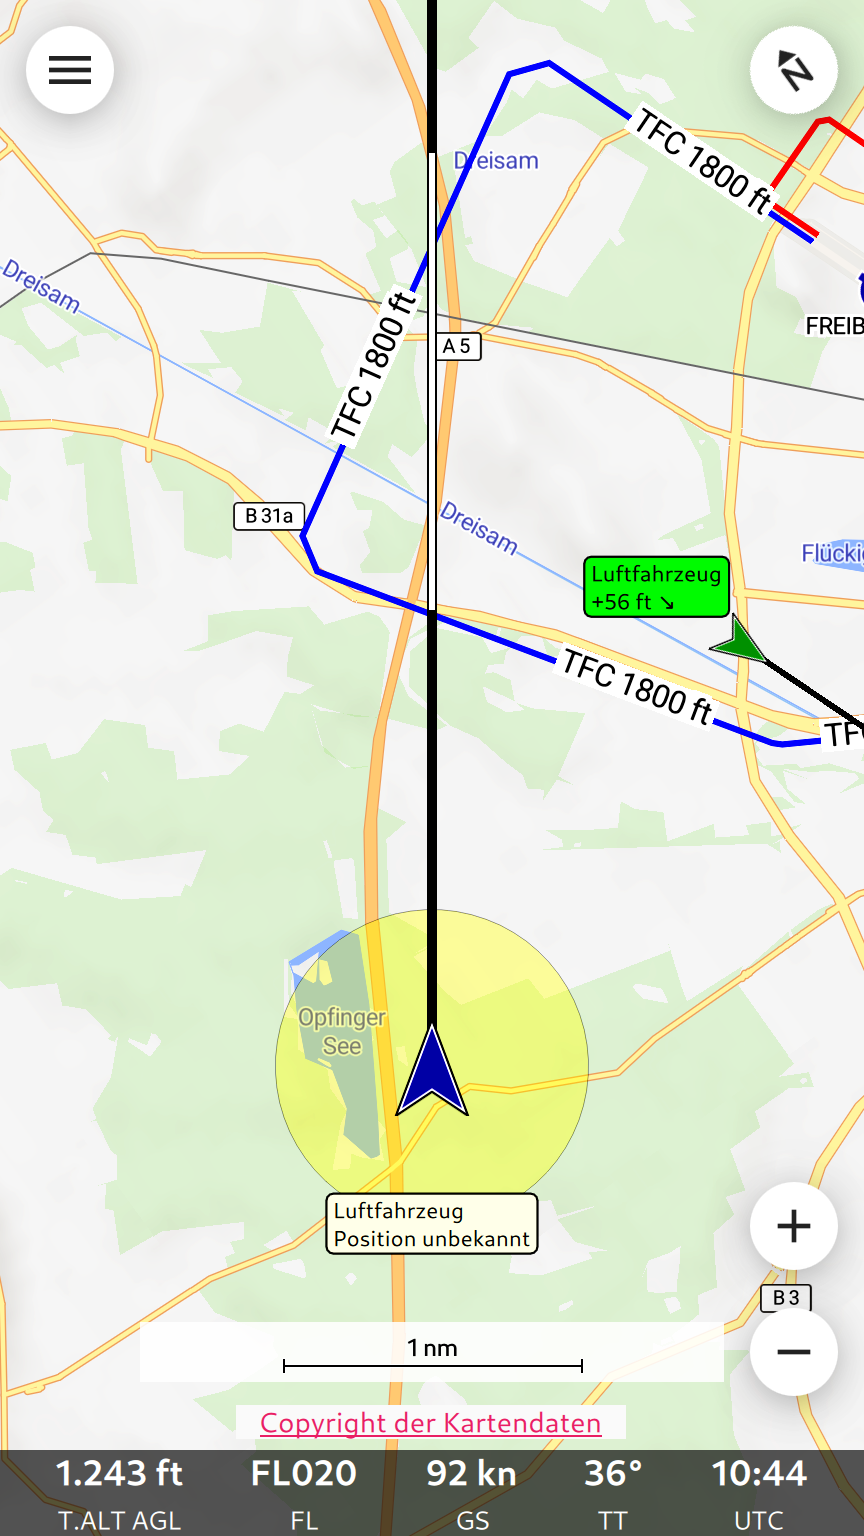 N
TFC 1800 ft
Dreisam
Dreisam
FREIB
TFC 1800 ft
A 5
B 31a
Dreisam
Flücki
Luftfahrzeug
+56 ft ↘
TFC 1800 ft
TF
Opfinger
See
Luftfahrzeug
Position unbekannt
B 3
1 nm
Copyright der Kartendaten
1.243 ft FL020 92 kn 36° 10:44
T.ALT AGL FL GS TT UTC